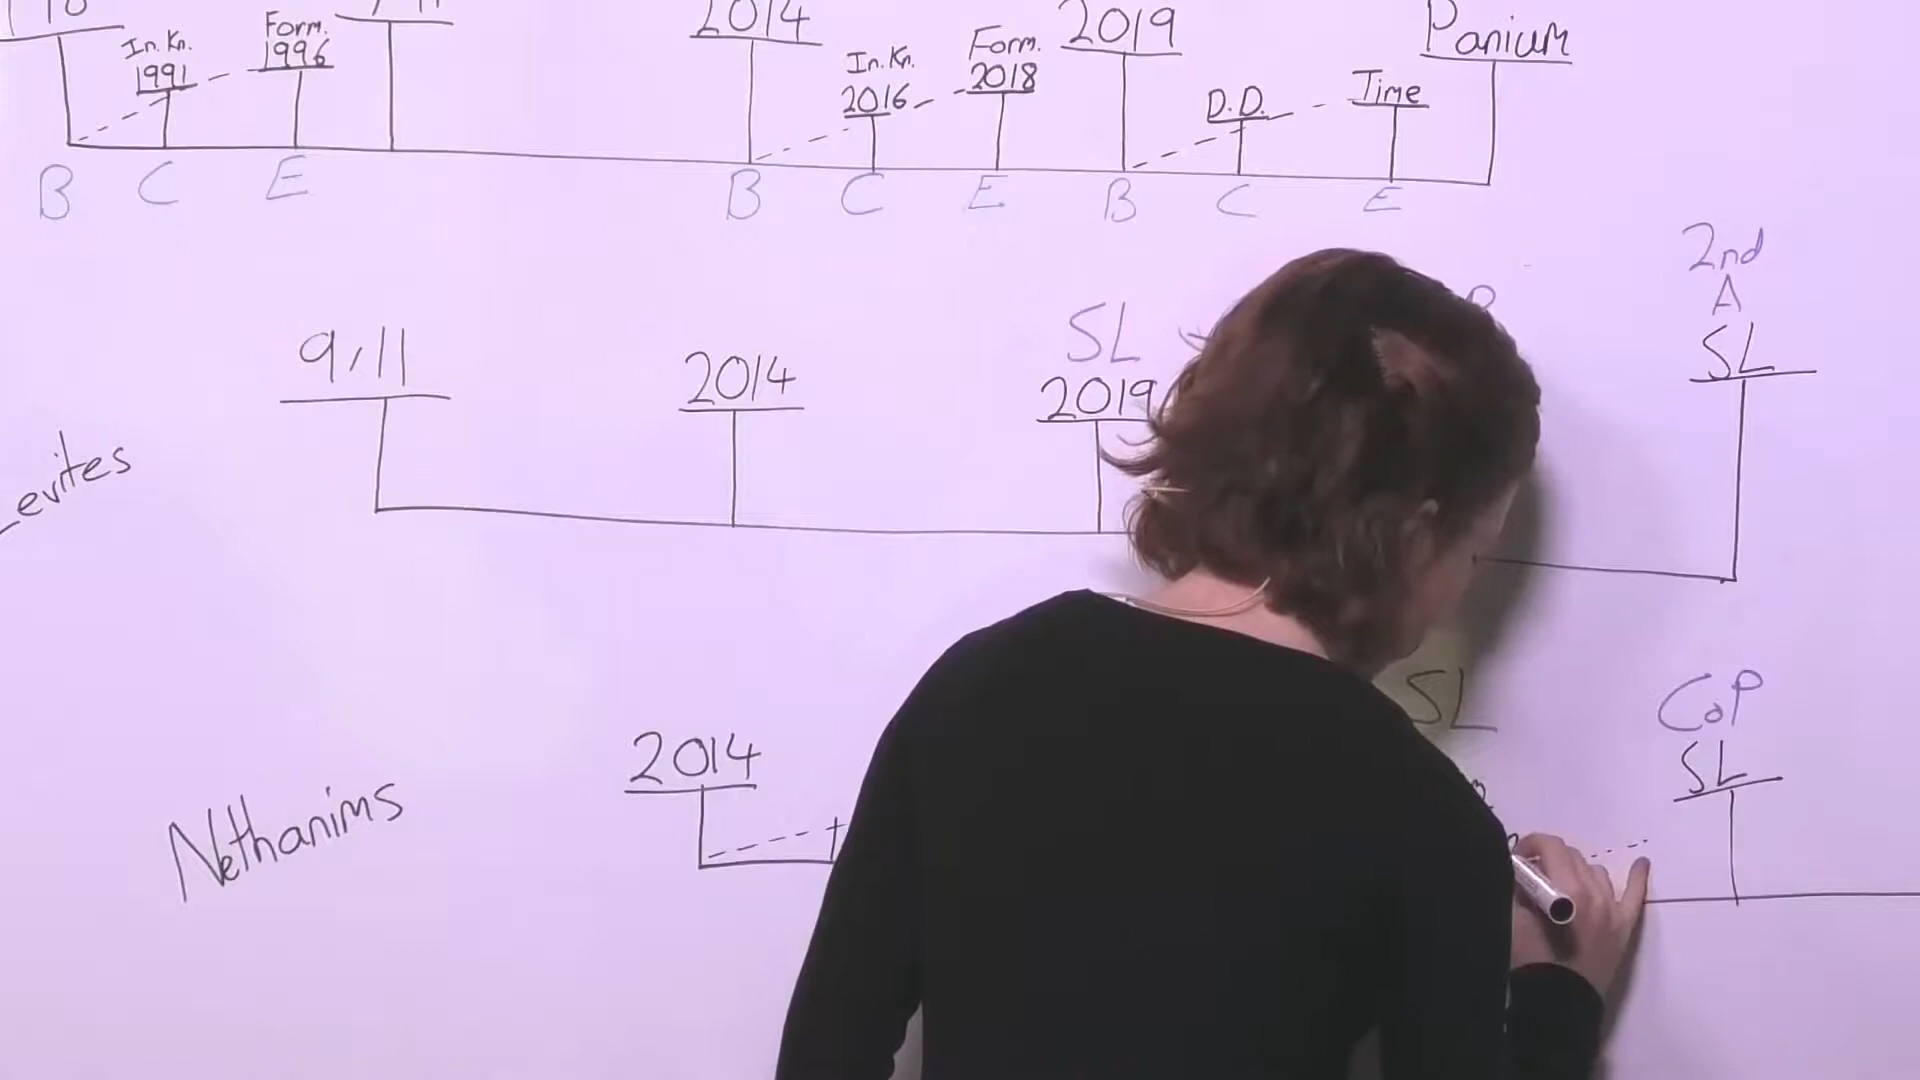 In. Kn.
1991
Form.
1996
2014
In. Kn.
2016
Form.
2018
2019
D.D.
Time
Panium
B C E B C E B C E
9/11
2014
SL
2019
2nd
A
SL
Nethanims
2014
SL
CoP
SL